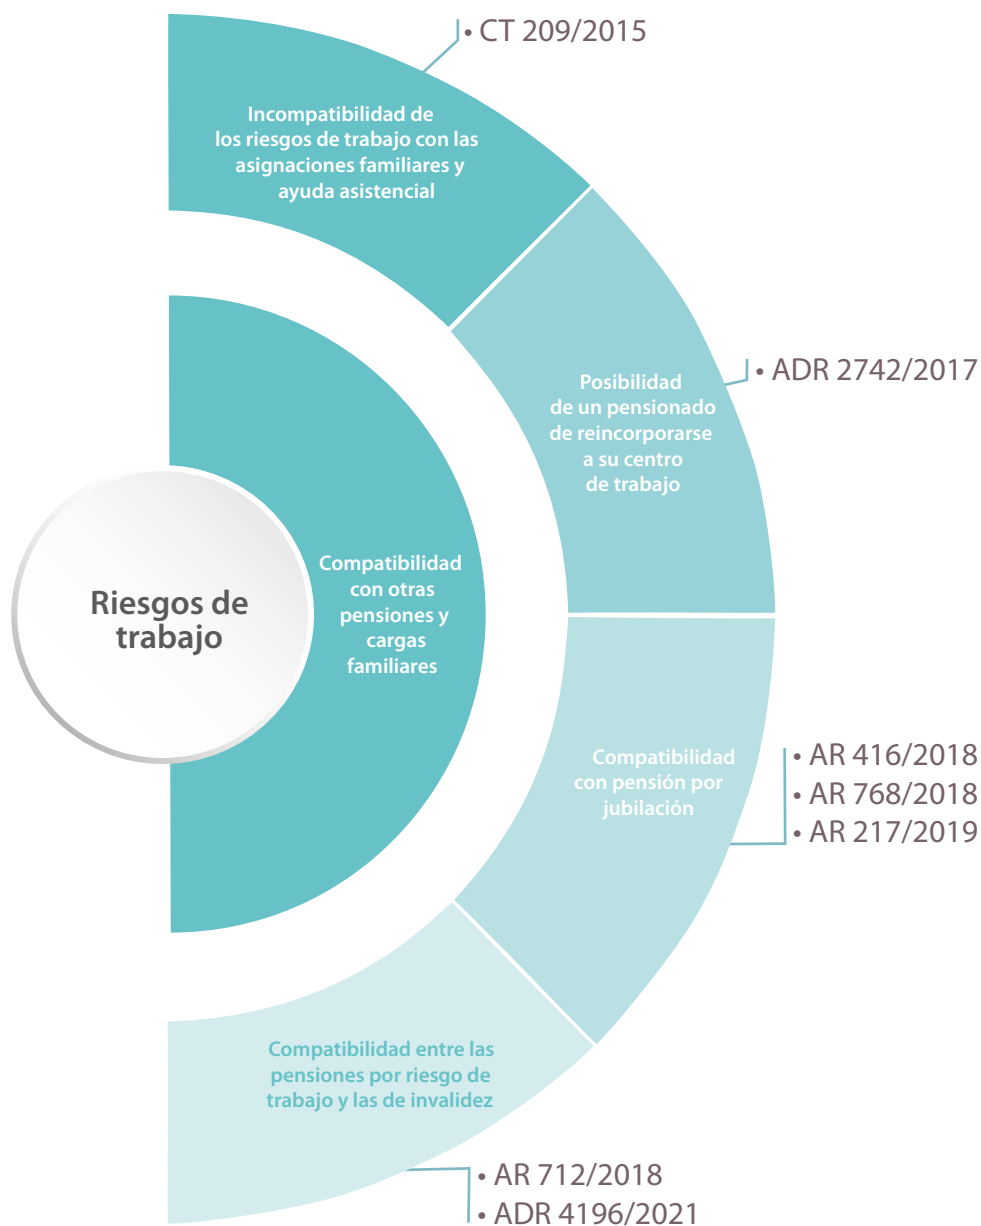 • CT 209/2015
Incompatibilidad de
los riesgos de trabajo con las
asignaciones familiares y
ayuda asistencial
• ADR 2742/2017
Posibilidad
de un pensionado
de reincorporarse
a su centro
de trabajo
Riesgos de
trabajo
Compatibilidad
con otras
pensiones y
cargas
familiares
• AR 416/2018
• AR 768/2018
• AR 217/2019
Compatibilidad
con pensión por
jubilación
Compatibilidad entre las
pensiones por riesgo de
trabajo y las de invalidez
• AR 712/2018
• ADR 4196/2021